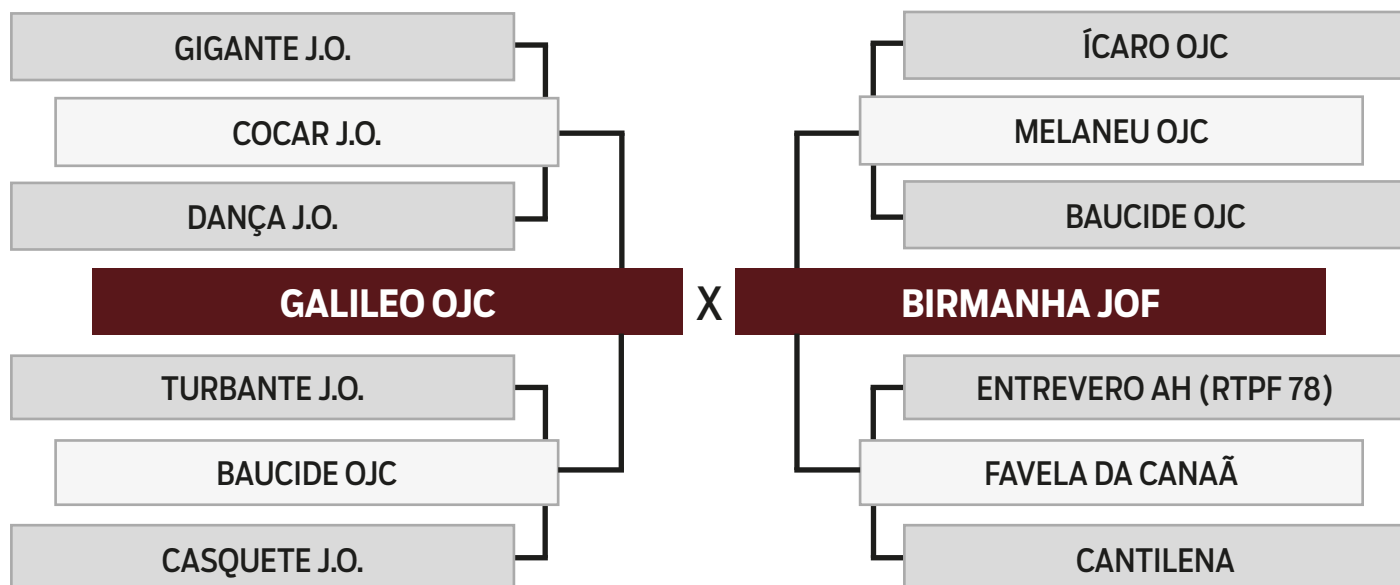 GIGANTE J.O.
COCAR J.O.
DANÇA J.O.
GALILEO OJC
TURBANTE J.O.
BAUCIDE OJC
CASQUETE J.O.
X
ÍCARO OJC
MELANEU OJC
BAUCIDE OJC
BIRMANHA JOF
ENTREVERO AH (RTPF 78)
FAVELA DA CANAÃ
CANTILENA